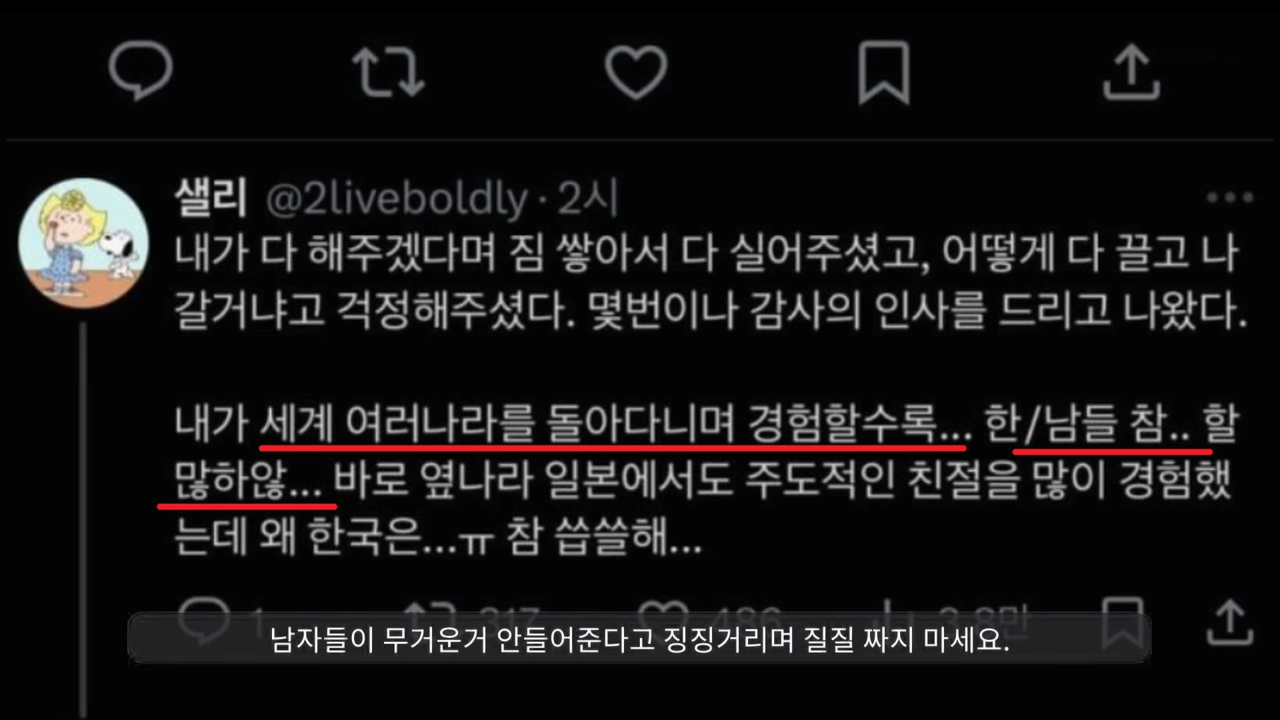 샐리 @2liveboldly · 2시
내가 다 해주겠다며 짐 쌓아서 다 실어주셨고, 어떻게 다 끌고 나
갈거냐고 걱정해주셨다. 몇번이나 감사의 인사를 드리고 나왔다.
내가 세계 여러나라를 돌아다니며 경험할수록... 한/남들 참.. 할
많하않... 바로 옆나라 일본에서도 주도적인 친절을 많이 경험했
는데 왜 한국은...ㅠ 참 씁쓸해...
1 317 486 3.8만
남자들이 무거운거 안들어준다고 징징거리며 질질 짜지 마세요.